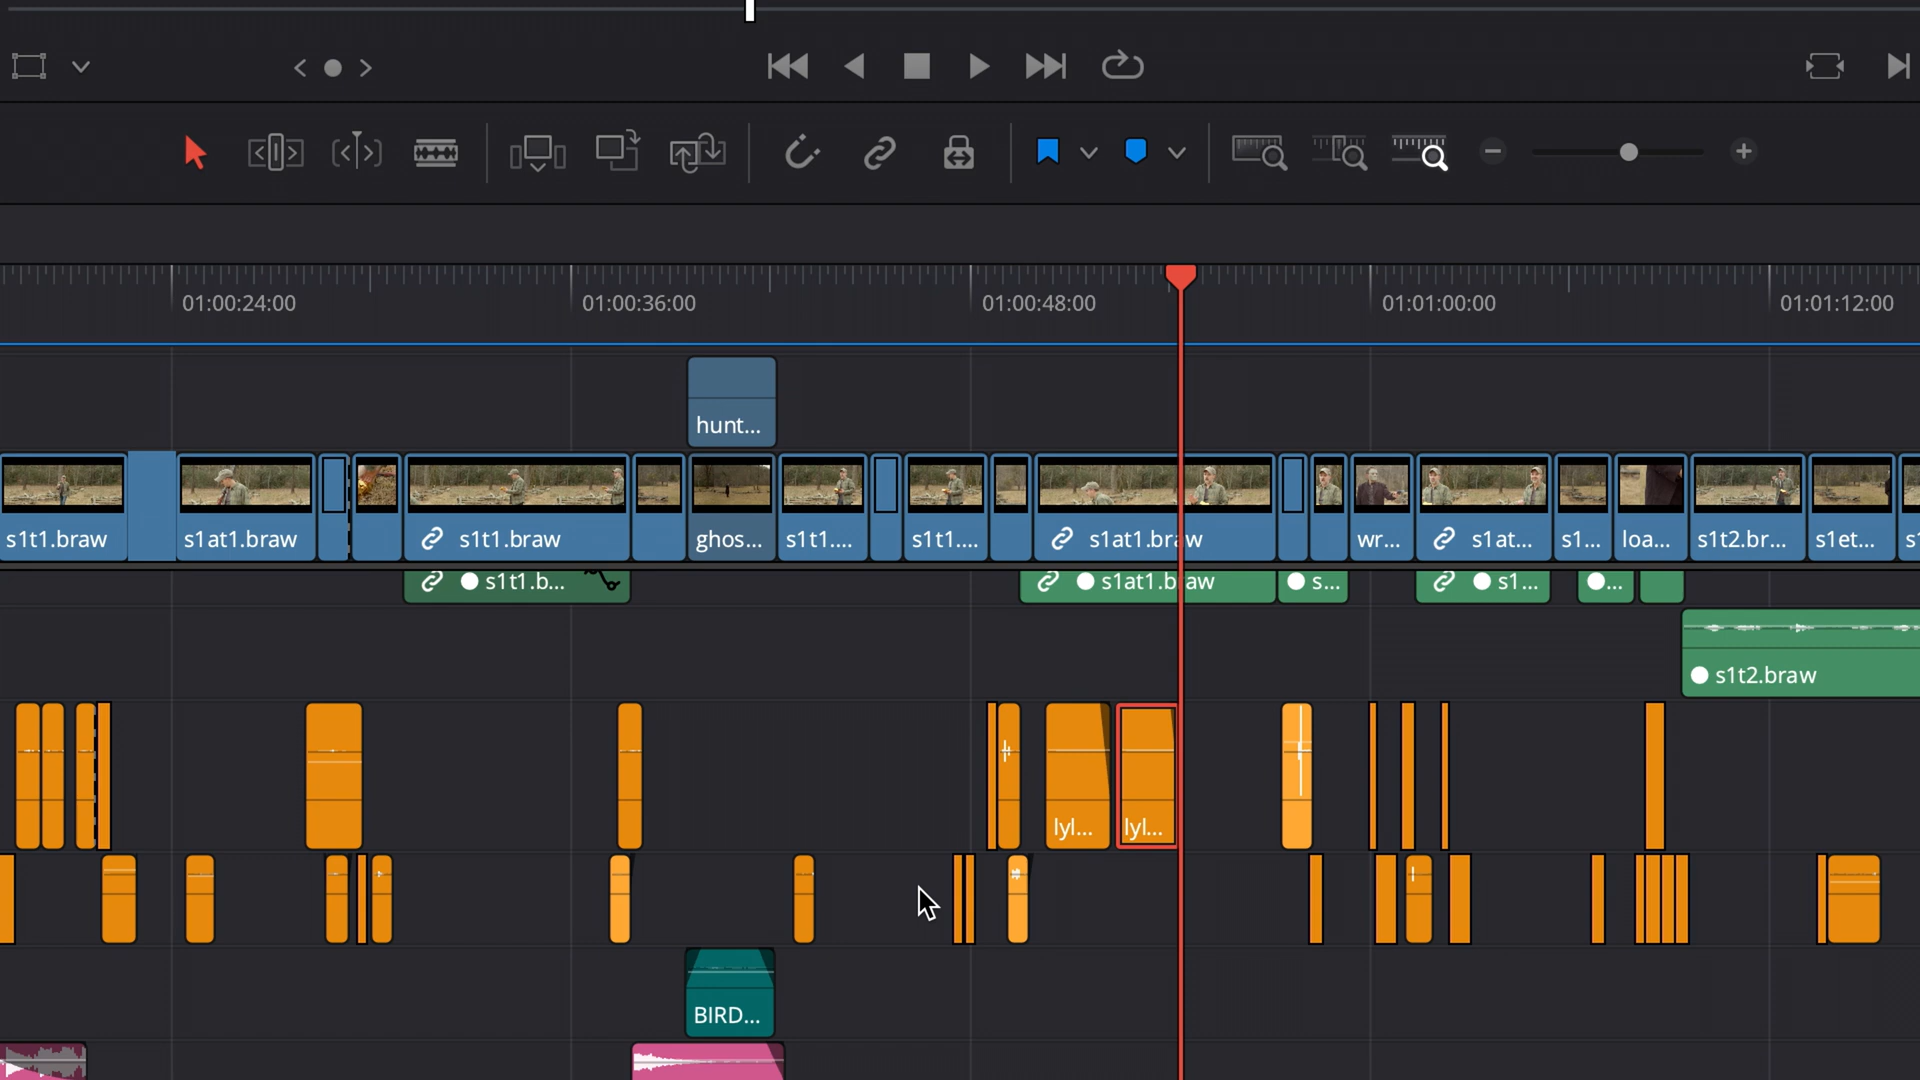 01:00:24:00 01:00:36:00 01:00:48:00 01:01:00:00 01:01:12:00
hunt...
s1t1.braw s1at1.braw s1t1.braw ghos... s1t1.... s1t1.... s1at1.braw wr... s1at... s1... loa... s1t2.br... s1et...
s1t1.b... s1at1.braw s... s1... ...
s1t2.braw
lyl... lyl...
BIRD...